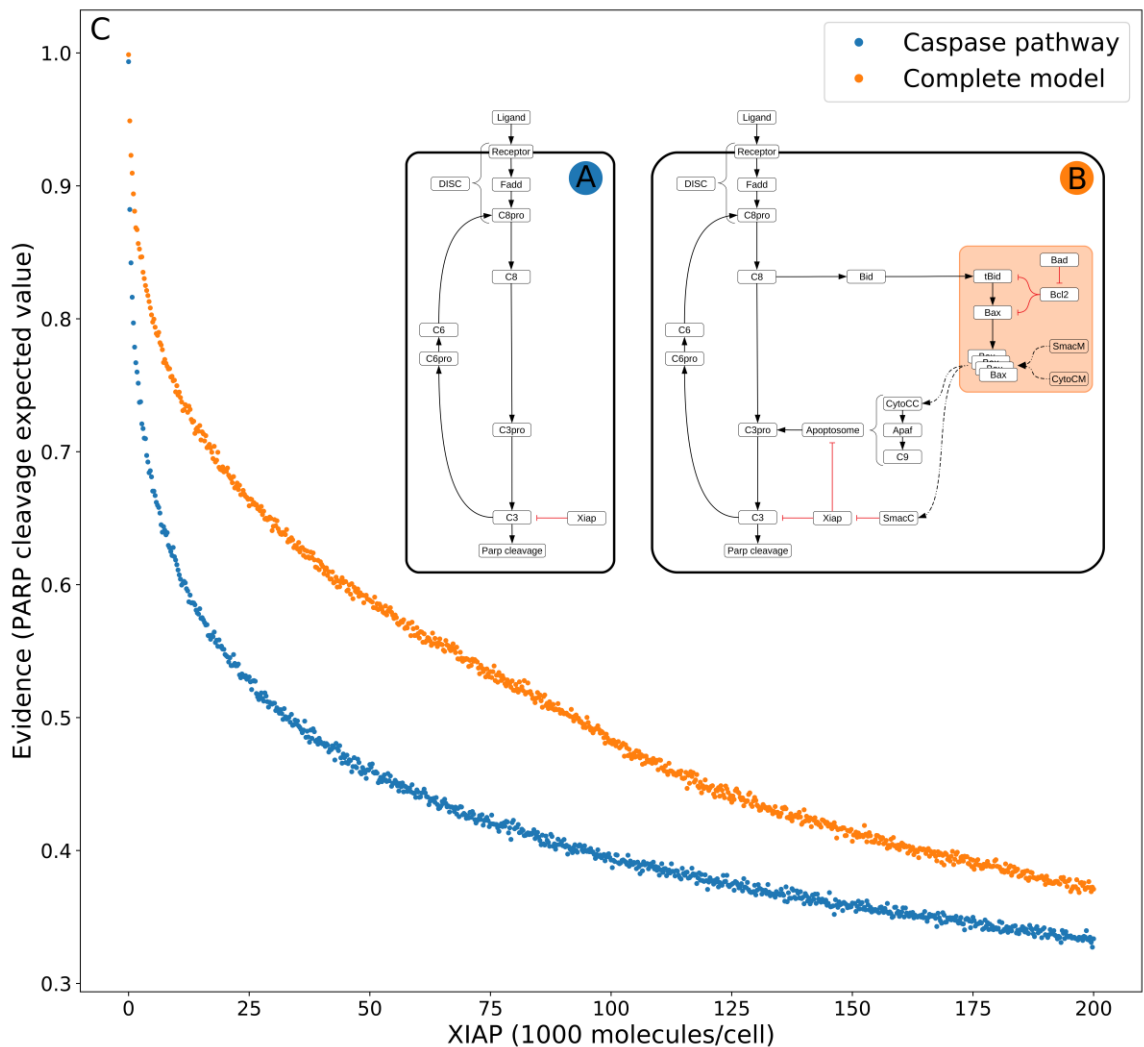 C
Caspase pathway
Complete model
Evidence (PARP cleavage expected value)
1.0
0.9
0.8
0.7
0.6
0.5
0.4
0.3
0
25
50
75
100
125
150
175
200
XIAP (1000 molecules/cell)
A
Ligand
Receptor
DISC
Fadd
C8pro
C8
C6
C6pro
C3pro
C3
Xiap
Parp cleavage
B
Ligand
Receptor
DISC
Fadd
C8pro
C8
Bid
tBid
Bad
Bcl2
Bax
C6
C6pro
SmacM
Bax
Bax
Bax
Bax
CytoCM
CytoCC
C3pro
Apoptosome
Apaf
C9
C3
Xiap
SmacC
Parp cleavage